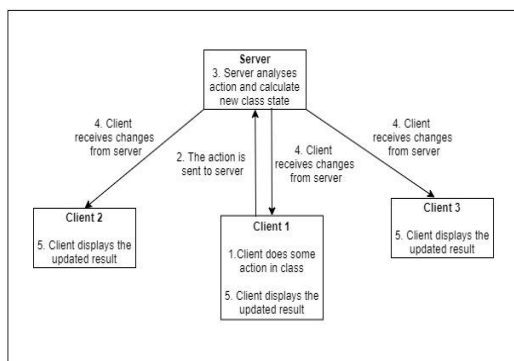 Server
3. Server analyses
action and calculate
new class state
4. Client
receives changes
from server
2. The action is
sent to server
4. Client
receives changes
from server
4. Client
receives changes
from server
Client 2
5. Client displays the
updated result
Client 1
1.Client does some
action in class
5. Client displays the
updated result
Client 3
5. Client displays the
updated result